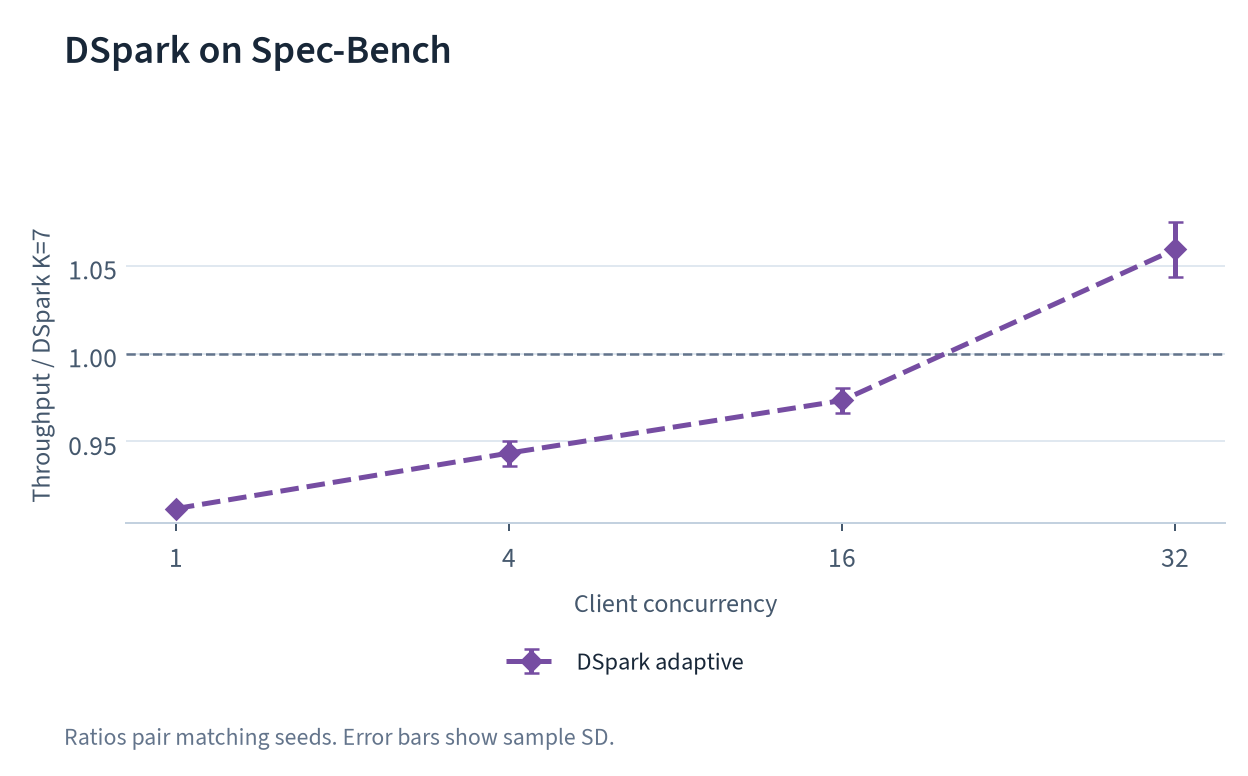 DSpark on Spec-Bench
Throughput / DSpark K=7
1.05
1.00
0.95
1 4 16 32
Client concurrency
DSpark adaptive
Ratios pair matching seeds. Error bars show sample SD.